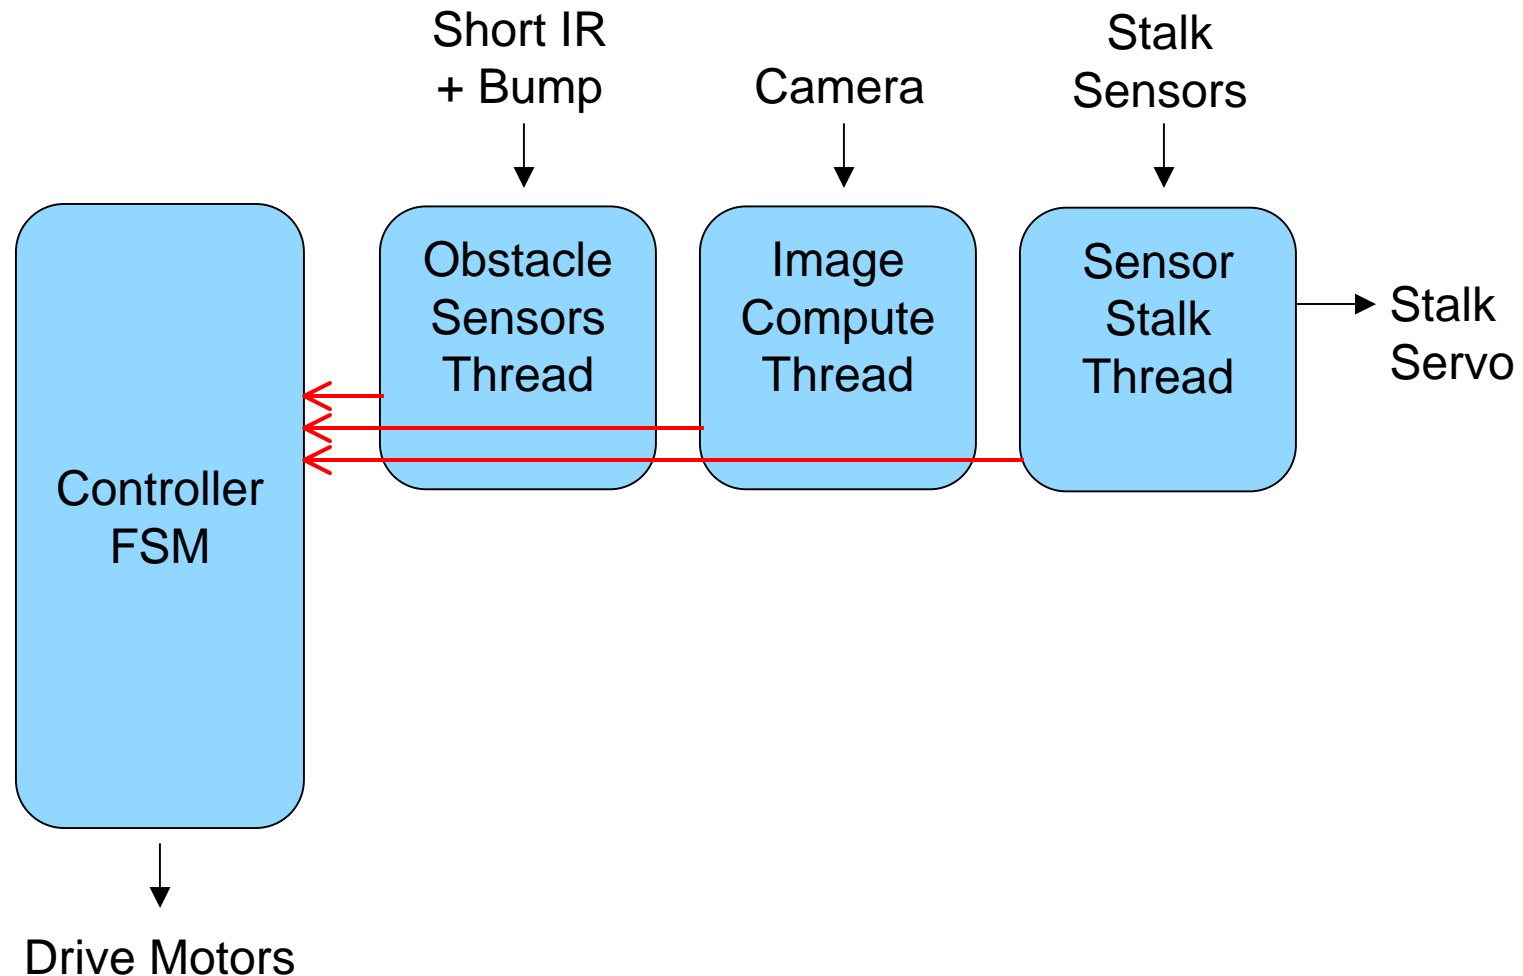 Short IR
+ Bump
Camera
Stalk
Sensors
Obstacle
Sensors
Thread
Image
Compute
Thread
Sensor
Stalk
Thread
Stalk
Servo
Controller
FSM
Drive Motors